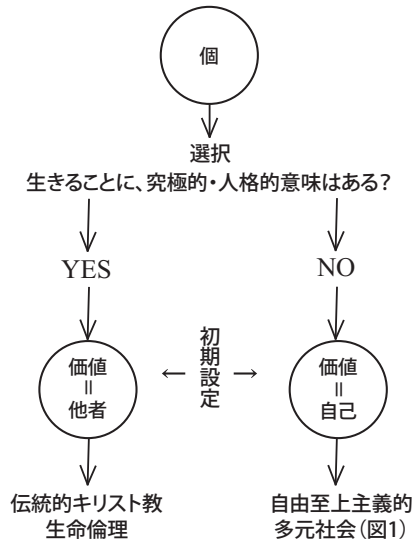 個
選択
生きることに、究極的・人格的意味はある?
YES
NO
価値
=
他者
← 初期設定 →
価値
=
自己
伝統的キリスト教
生命倫理
自由至上主義的
多元社会(図1)